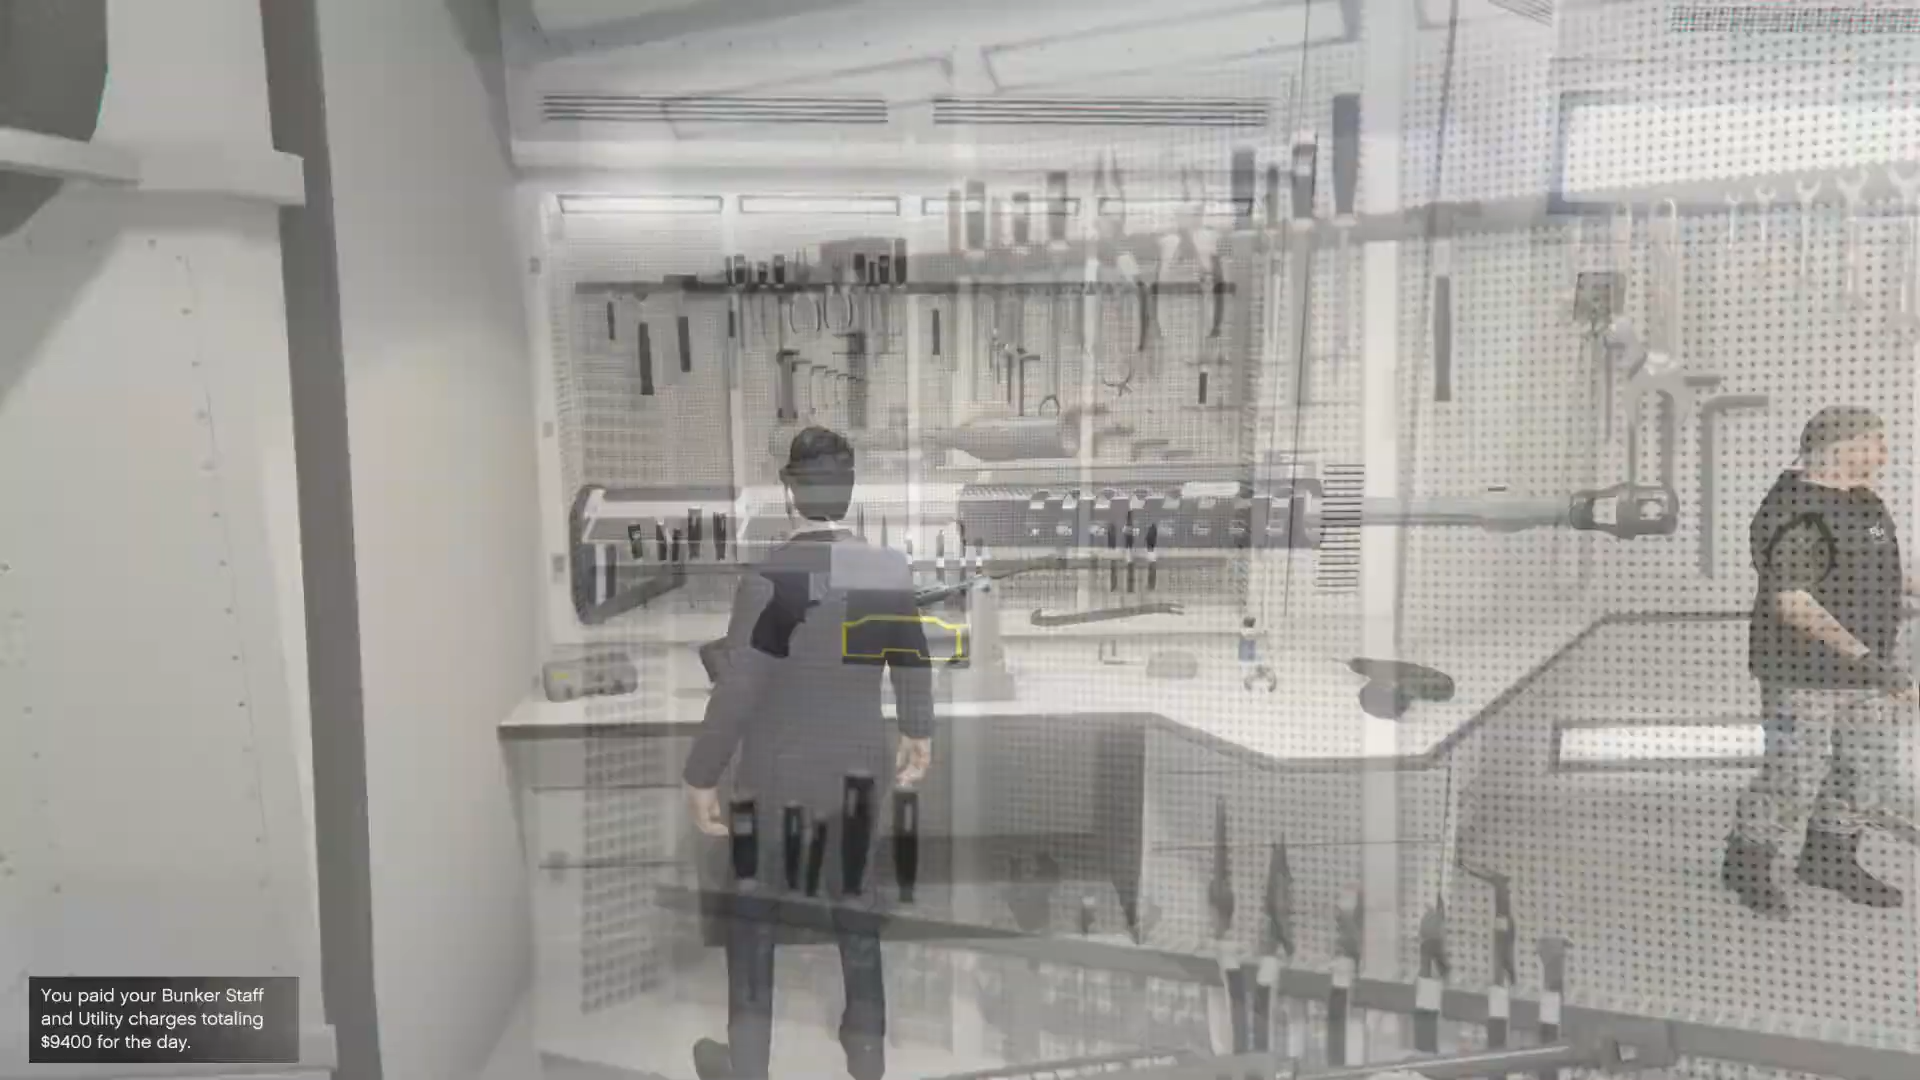 You paid your Bunker Staff
and Utility charges totaling
$9400 for the day.